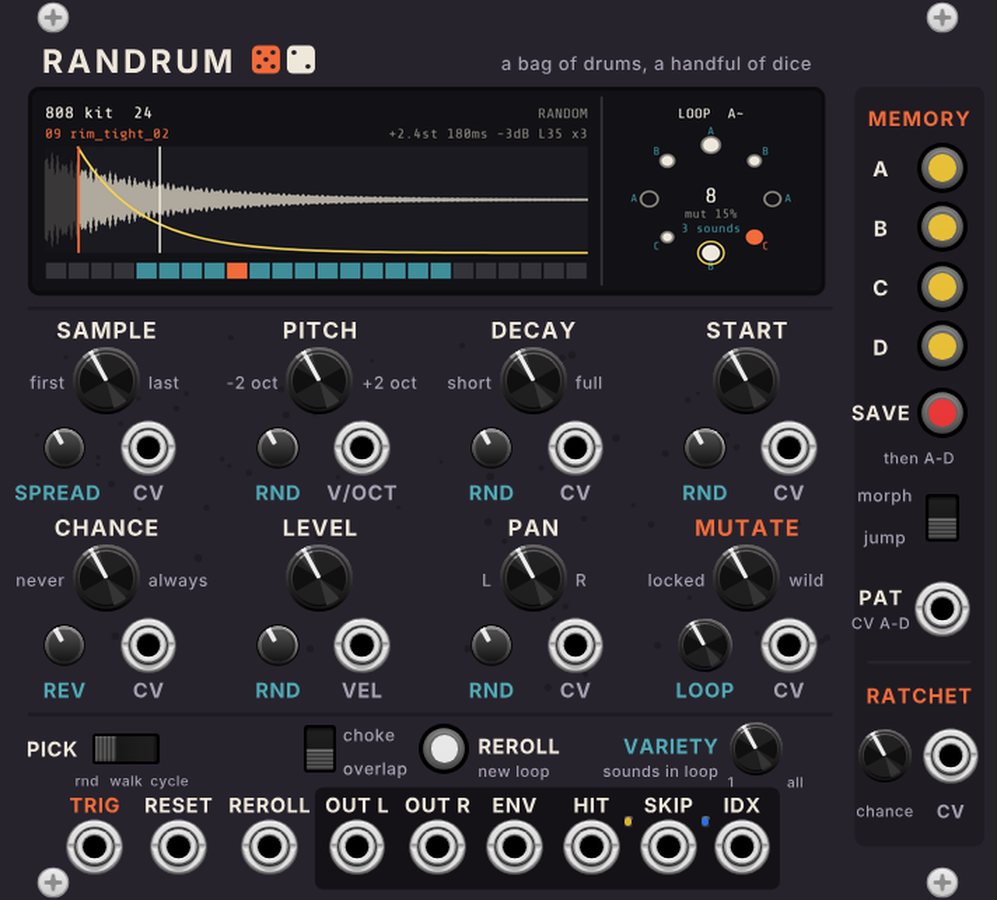 RANDRUM
a bag of drums, a handful of dice
808 kit 24
RANDOM
09 rim_tight_02
+2.4st 180ms -3dB L35 x3
LOOP A~
A
B B
A A
8
mut 15%
3 sounds
C C
B
MEMORY
A
B
C
D
SAVE
then A-D
morph
jump
PAT
CV A-D
RATCHET
chance CV
SAMPLE PITCH DECAY START
first last -2 oct +2 oct short full
SPREAD CV RND V/OCT RND CV RND CV
CHANCE LEVEL PAN MUTATE
never always L R locked wild
REV CV RND VEL RND CV LOOP CV
PICK
rnd walk cycle
choke
overlap
REROLL
new loop
VARIETY
sounds in loop
1 all
TRIG RESET REROLL OUT L OUT R ENV HIT SKIP IDX